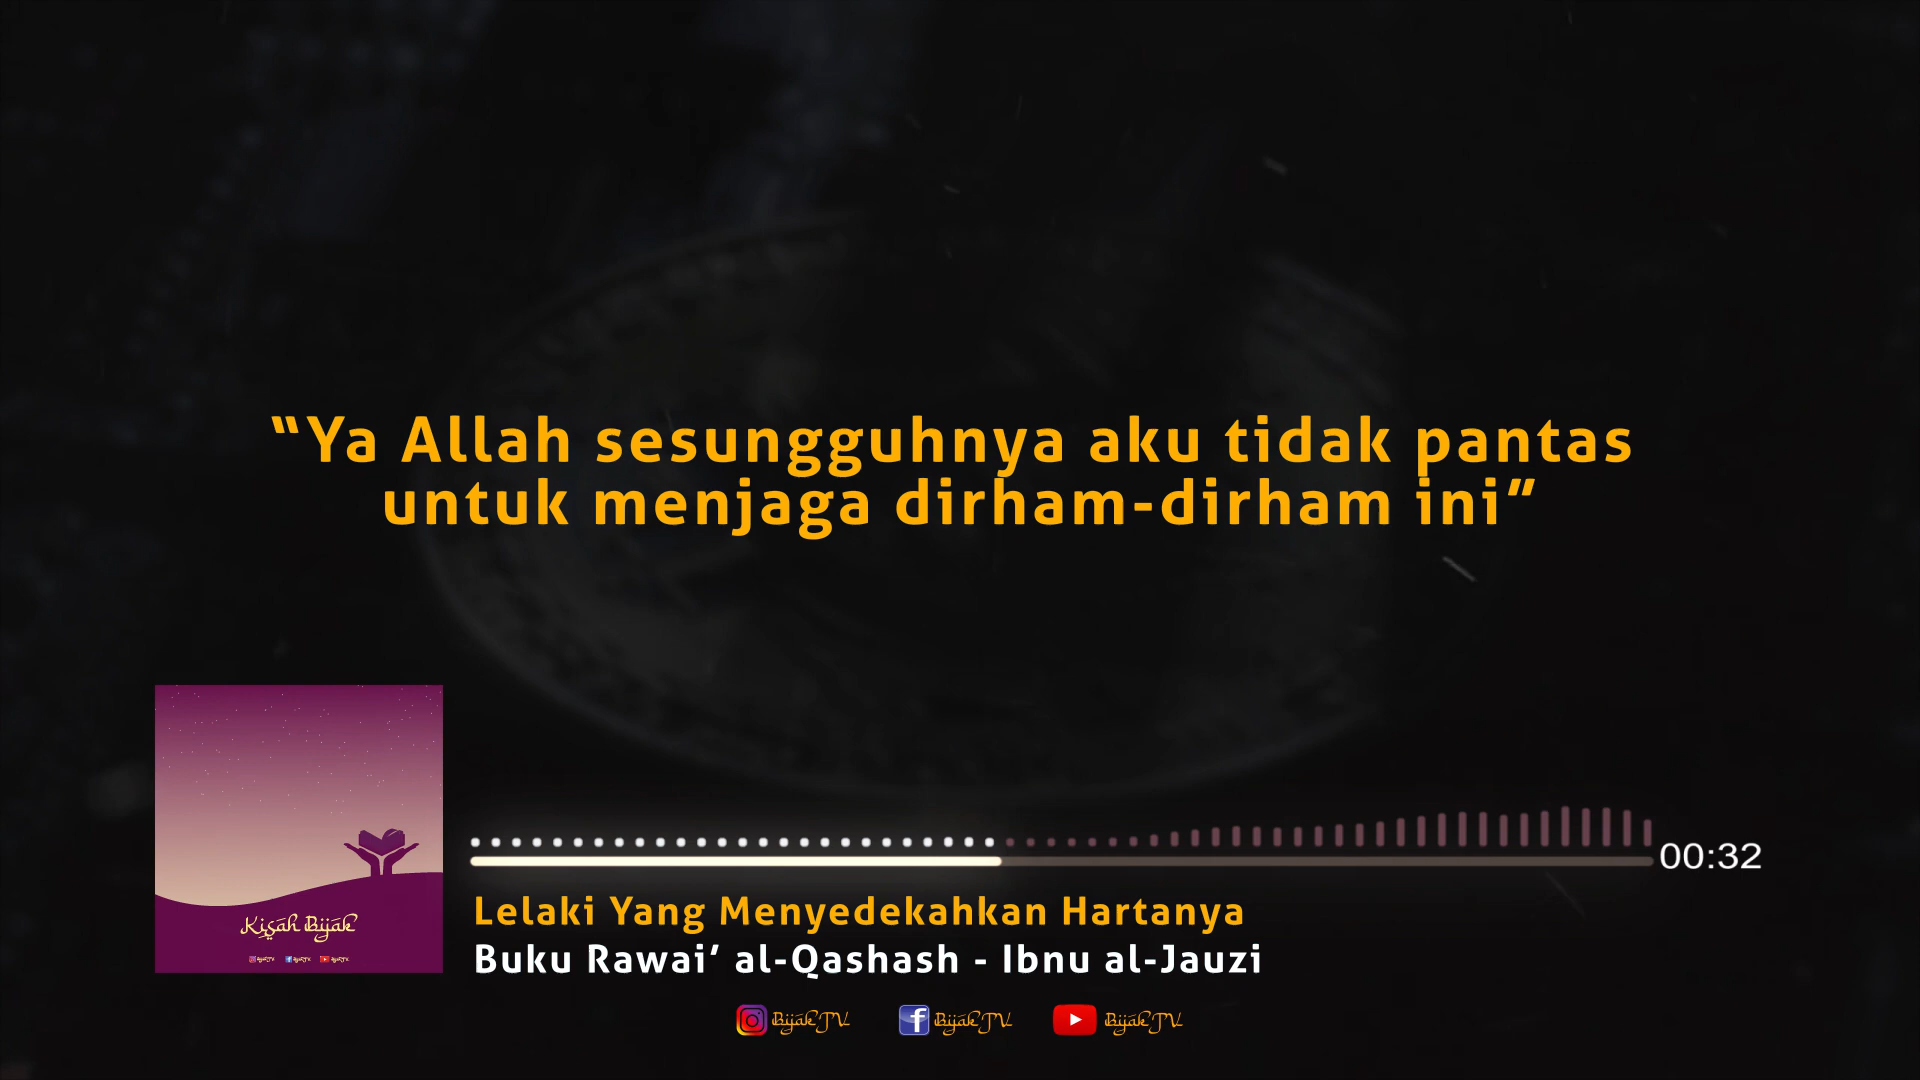 “Ya Allah sesungguhnya aku tidak pantas
untuk menjaga dirham-dirham ini”
00:32
Kisah Bijak
Lelaki Yang Menyedekahkan Hartanya
Buku Rawai’ al-Qashash - Ibnu al-Jauzi
BijakTV BijakTV BijakTV